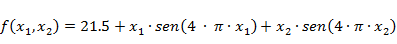 f(x₁,x₂) = 21.5 + x₁ · sen(4 · π · x₁) + x₂ · sen(4 · π · x₂)